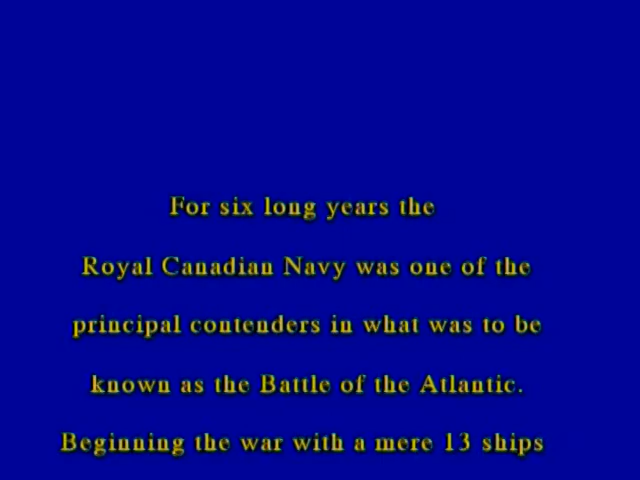 For six long years the
Royal Canadian Navy was one of the
principal contenders in what was to be
known as the Battle of the Atlantic.
Beginning the war with a mere 13 ships